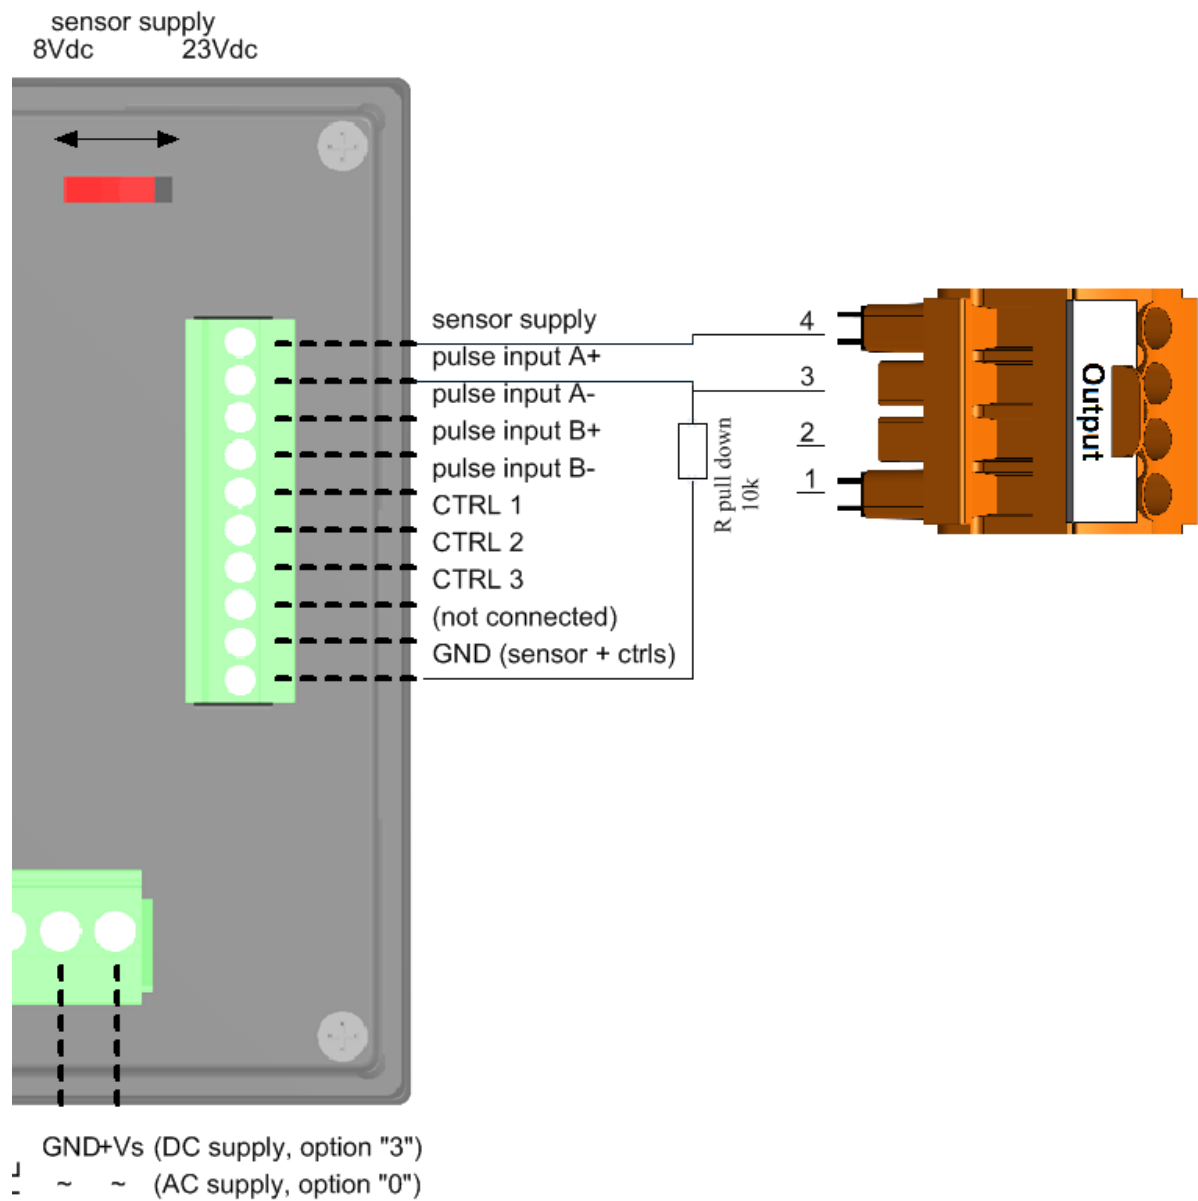 sensor supply
8Vdc 23Vdc
sensor supply
pulse input A+
pulse input A-
pulse input B+
pulse input B-
CTRL 1
CTRL 2
CTRL 3
(not connected)
GND (sensor + ctrls)
R pull down
10k
4
3
2
1
Output
GND+Vs (DC supply, option "3")
~ ~ (AC supply, option "0")